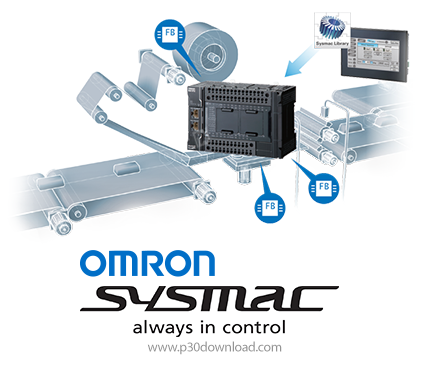 FB
Sysmac Library
FB
FB
OMRON
SYSMAC
always in control
www.p30download.com